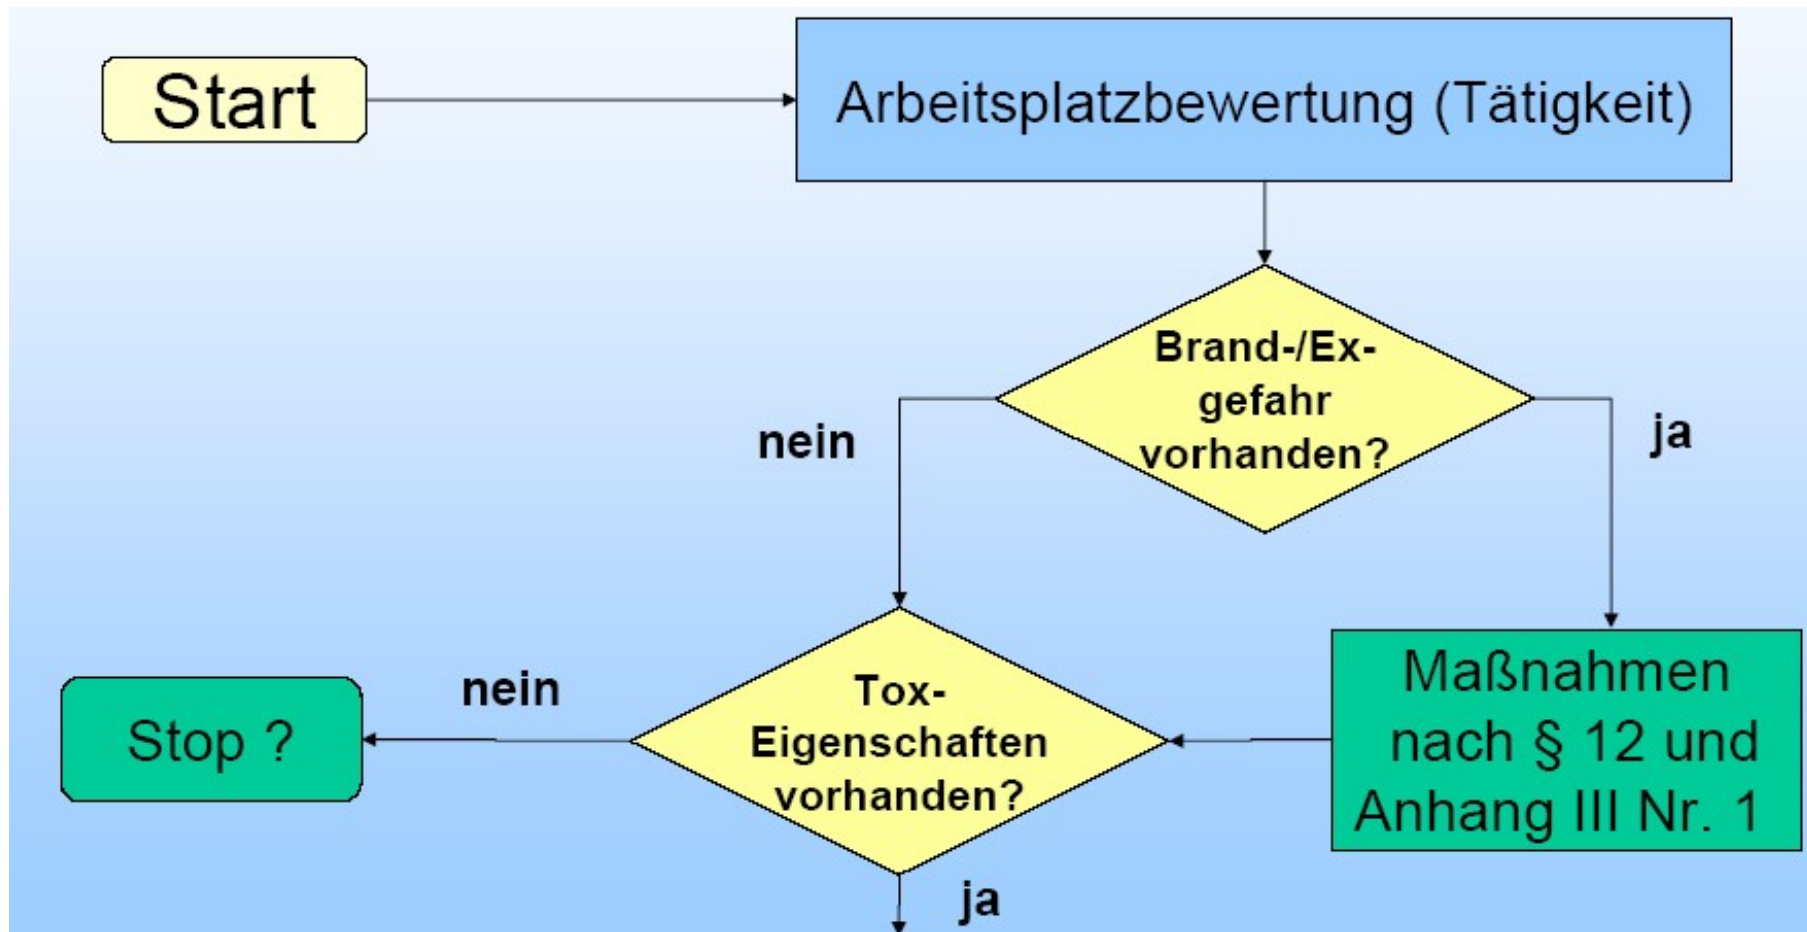 Start
Arbeitsplatzbewertung (Tätigkeit)
Brand-/Ex-
gefahr
vorhanden?
nein
ja
Tox-
Eigenschaften
vorhanden?
nein
Stop ?
Maßnahmen
nach § 12 und
Anhang III Nr. 1
ja